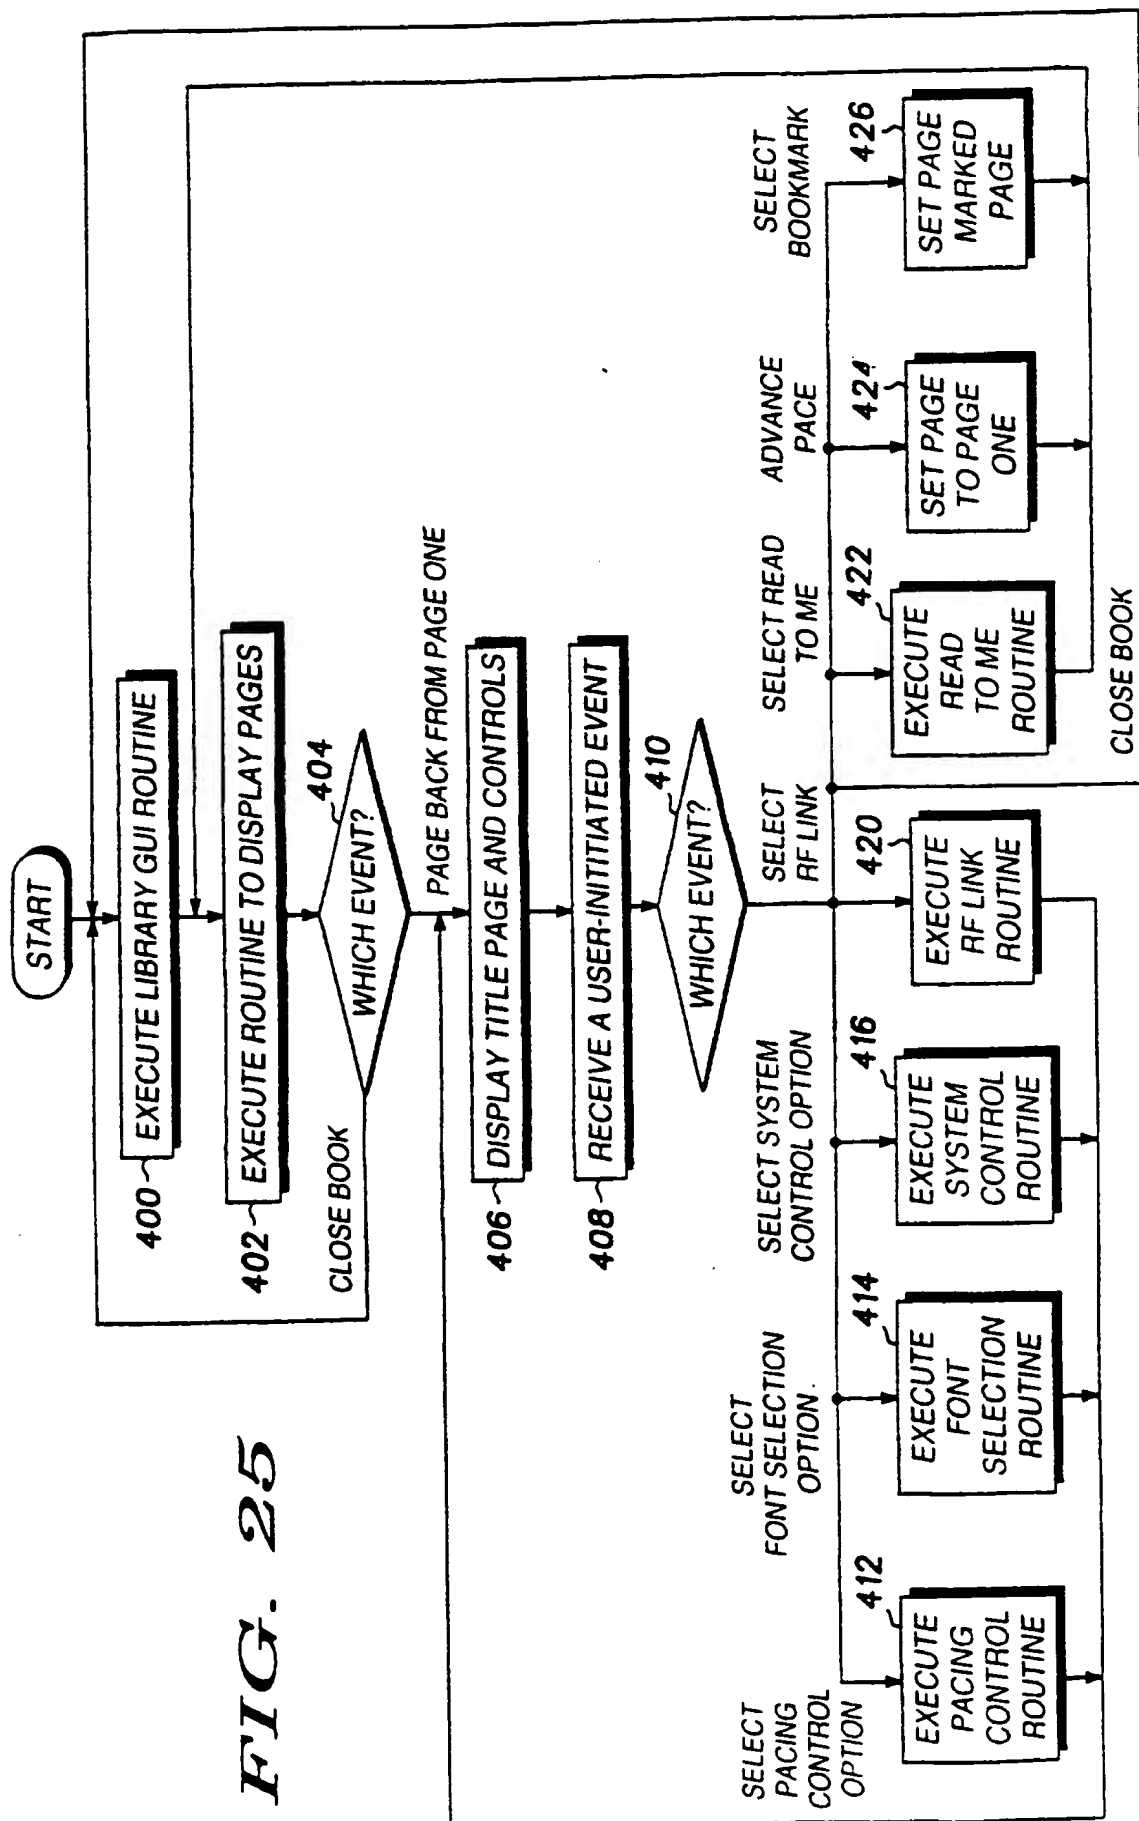 FIG. 25
START
EXECUTE LIBRARY GUI ROUTINE
400
EXECUTE ROUTINE TO DISPLAY PAGES
402
WHICH EVENT?
404
CLOSE BOOK
PAGE BACK FROM PAGE ONE
DISPLAY TITLE PAGE AND CONTROLS
406
RECEIVE A USER-INITITIATED EVENT
408
WHICH EVENT?
410
SELECT
PACING
CONTROL
OPTION
412
EXECUTE
PACING
CONTROL
ROUTINE
SELECT
FONT SELECTION
OPTION
414
EXECUTE
FONT
SELECTION
ROUTINE
SELECT SYSTEM
CONTROL OPTION
416
EXECUTE
SYSTEM
CONTROL
ROUTINE
SELECT
RF LINK
420
EXECUTE
RF LINK
ROUTINE
SELECT READ
TO ME
422
EXECUTE
READ
TO ME
ROUTINE
ADVANCE
PACE
424
SET PAGE
TO PAGE
ONE
SELECT
BOOKMARK
426
SET PAGE
MARKED
PAGE
CLOSE BOOK